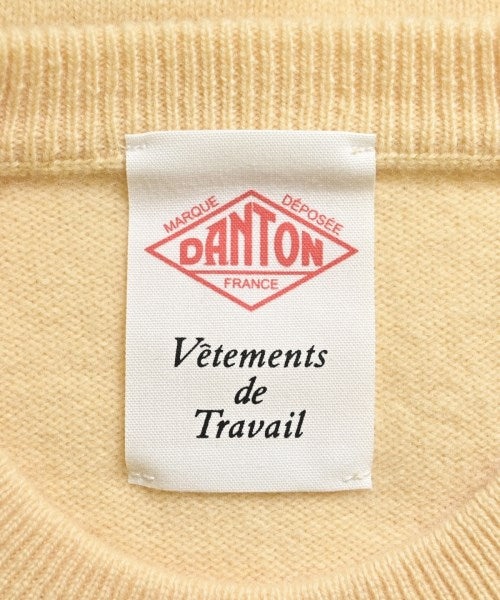 MARQUE DÉPOSÉE
DANTON
FRANCE
Vêtements
de
Travail